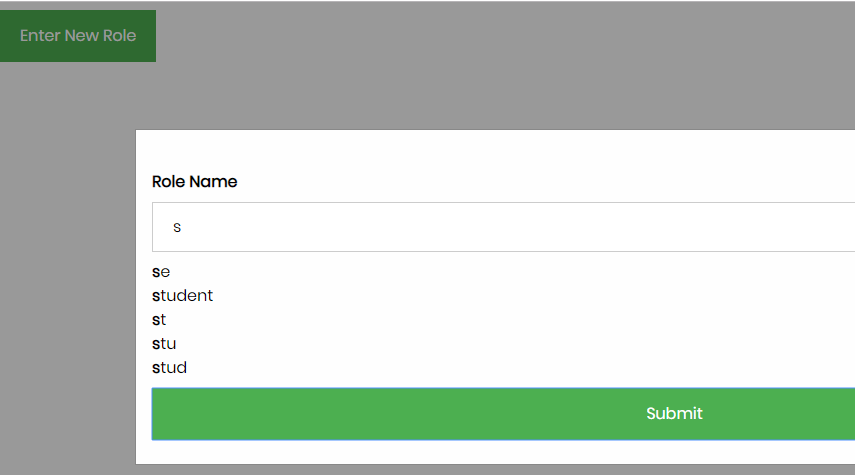 Enter New Role
Role Name
s
se
student
st
stu
stud
Submit